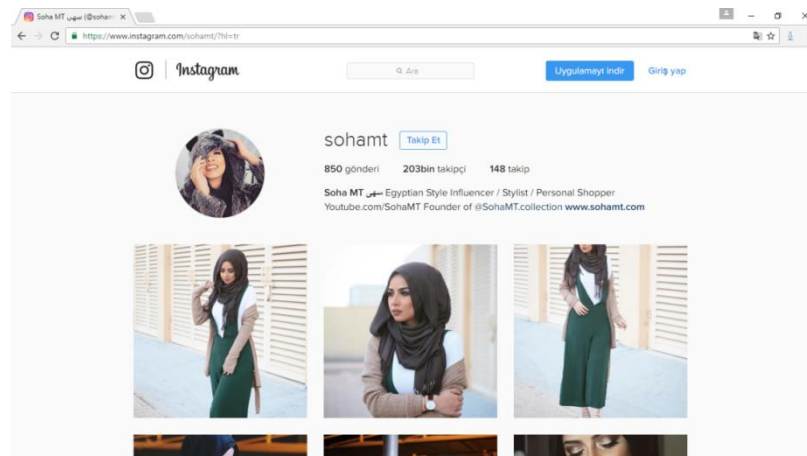 Soha MT سهى (@soham
https://www.instagram.com/sohamt/?hl=tr
Instagram
Ara
Uygulamayı indir
Giriş yap
sohamt Takip Et
850 gönderi 203bin takipçi 148 takip
Soha MT سهى Egyptian Style Influencer / Stylist / Personal Shopper
Youtube.com/SohaMT Founder of @SohaMT.collection www.sohamt.com